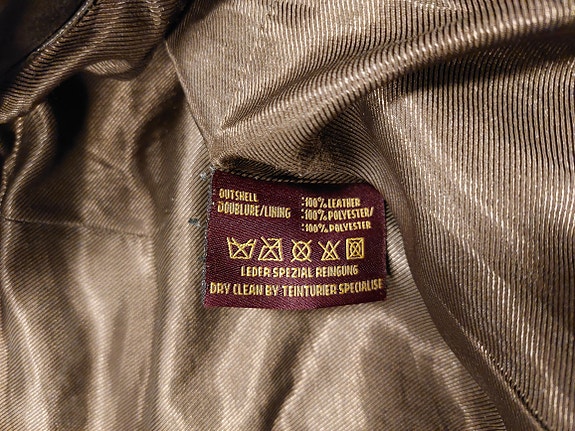 OUTSHELL :100% LEATHER
DOUBLURE/LINING :100% POLYESTER/
:100% POLYESTER
LEDER SPEZIAL REINGUNG
DRY CLEAN BY TEINTURIER SPECIALISE